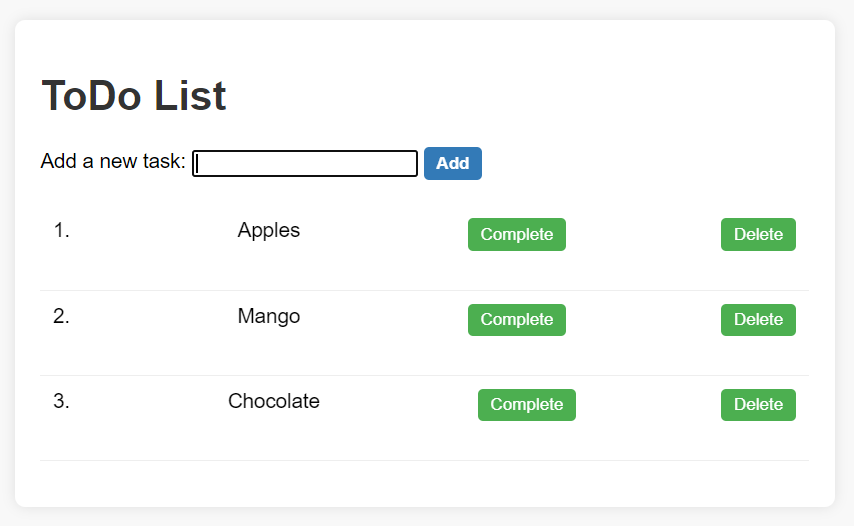 ToDo List
Add a new task: Add
1. Apples Complete Delete
2. Mango Complete Delete
3. Chocolate Complete Delete